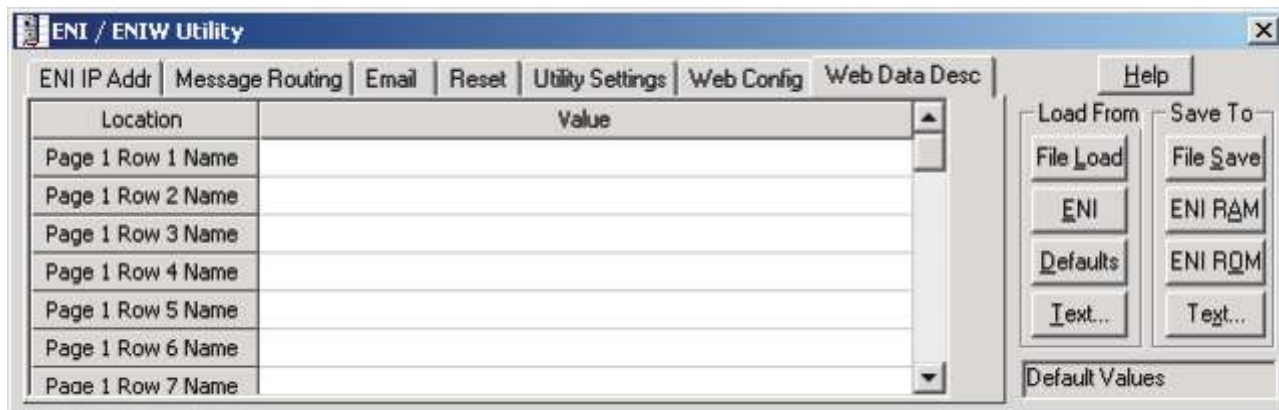 ENI / ENIW Utility
ENI IP Addr Message Routing Email Reset Utility Settings Web Config Web Data Desc Help
Location Value
Page 1 Row 1 Name
Page 1 Row 2 Name
Page 1 Row 3 Name
Page 1 Row 4 Name
Page 1 Row 5 Name
Page 1 Row 6 Name
Page 1 Row 7 Name
Load From
File Load
ENI
Defaults
Text...
Save To
File Save
ENI RAM
ENI ROM
Text...
Default Values